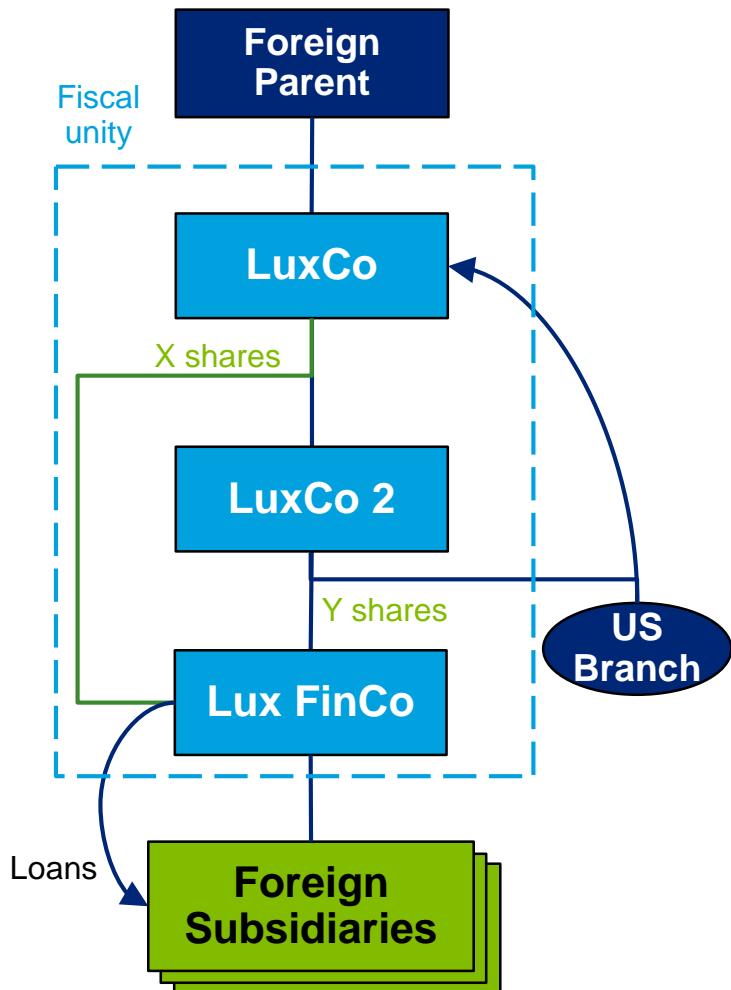 Foreign
Parent
Fiscal
unity
LuxCo
X shares
LuxCo 2
Y shares
US
Branch
Lux FinCo
Loans
Foreign
Subsidiaries